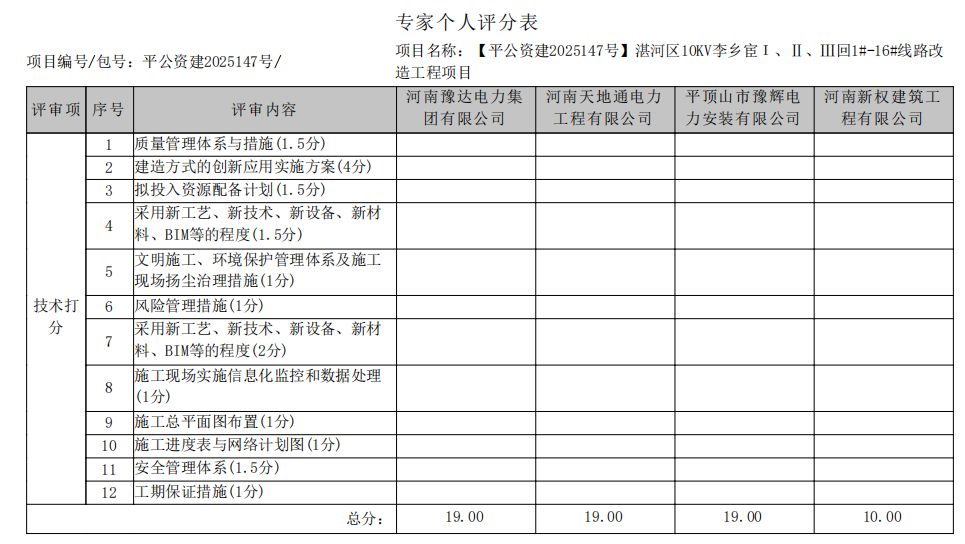 专家个人评分表
项目编号/包号：平公资建2025147号/
项目名称：【平公资建2025147号】湛河区10KV李乡宦Ⅰ、Ⅱ、Ⅲ回1#-16#线路改
造工程项目
评审项 序号 评审内容 河南豫达电力集 河南天地通电力 平顶山市豫辉电 河南新权建筑工
团有限公司 工程有限公司 力安装有限公司 程有限公司
1 质量管理体系与措施(1.5分)
2 建造方式的创新应用实施方案(4分)
3 拟投入资源配备计划(1.5分)
4 采用新工艺、新技术、新设备、新材
料、BIM等的程度(1.5分)
5 文明施工、环境保护管理体系及施工
现场扬尘治理措施(1分)
技术打
分
6 风险管理措施(1分)
7 采用新工艺、新技术、新设备、新材
料、BIM等的程度(2分)
8 施工现场实施信息化监控和数据处理
(1分)
9 施工总平面图布置(1分)
10 施工进度表与网络计划图(1分)
11 安全管理体系(1.5分)
12 工期保证措施(1分)
总分： 19.00 19.00 19.00 10.00